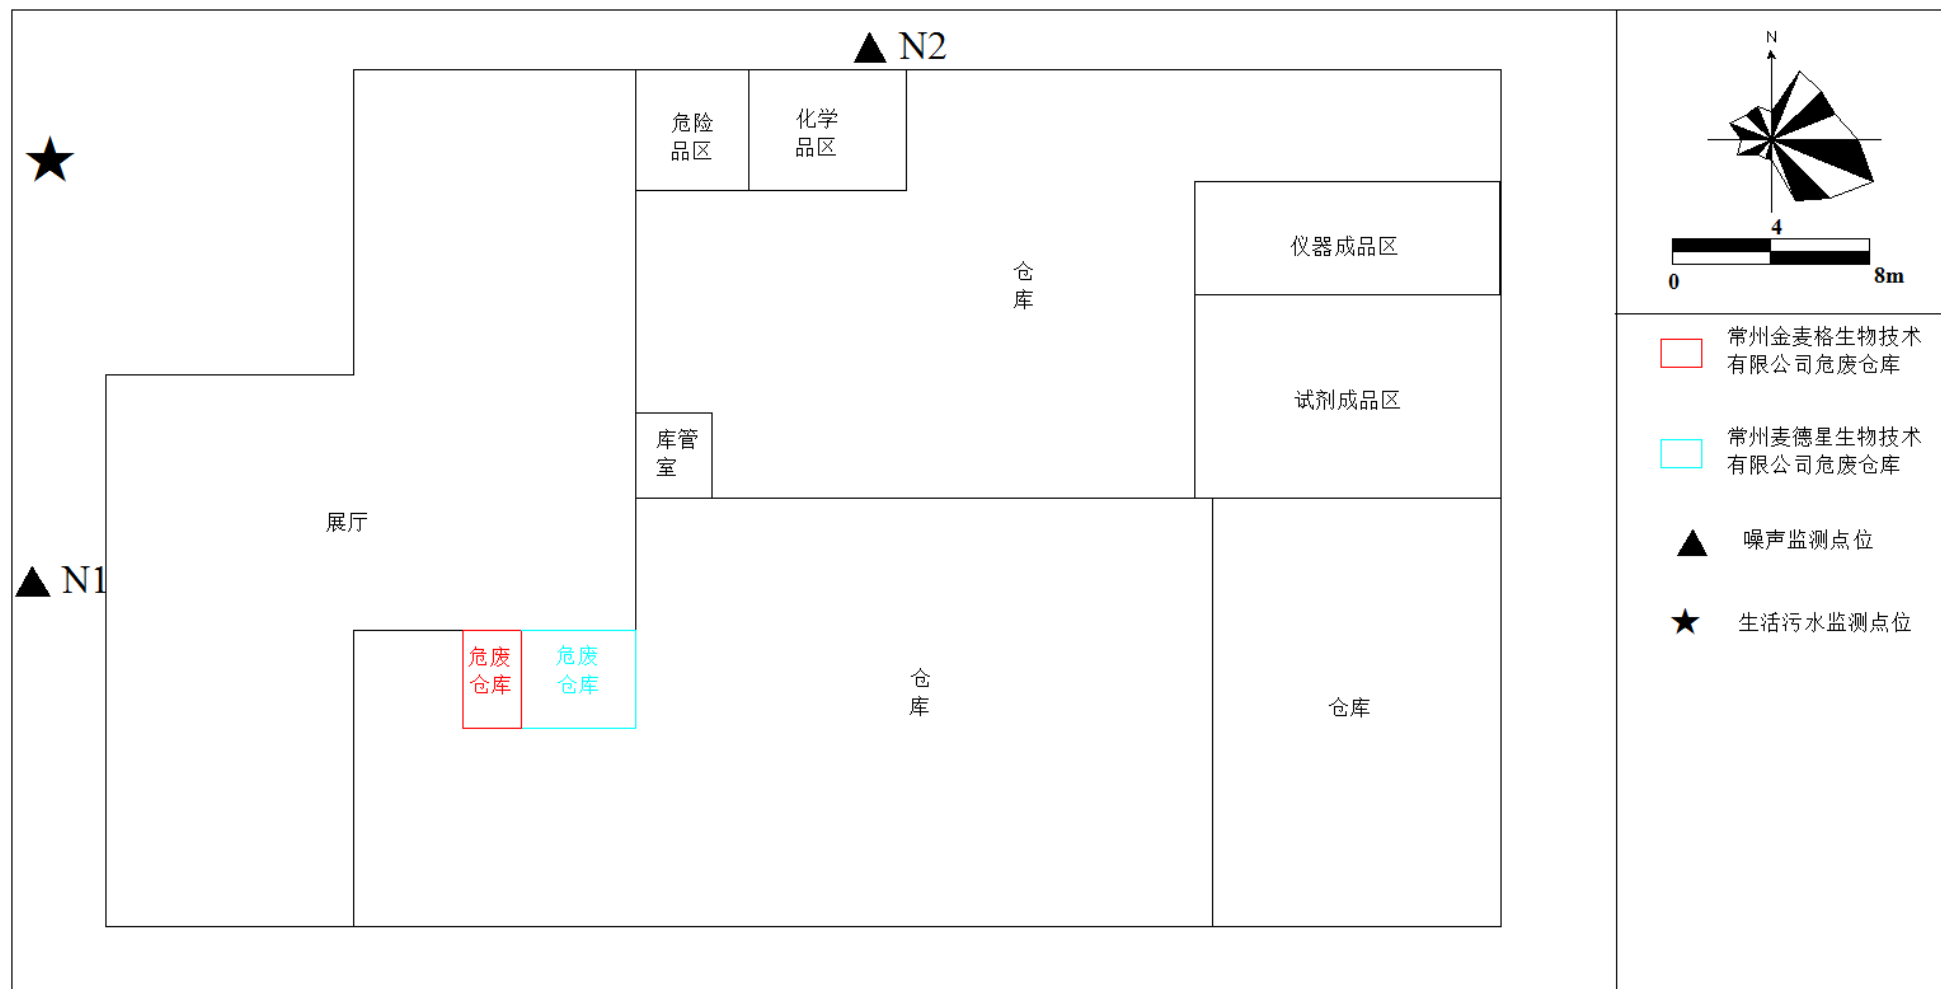 N2
N
危险
品区
化学
品区
4
仪器成品区
0
8m
仓
库
常州金麦格生物技术
有限公司危废仓库
试剂成品区
库管
室
常州麦德星生物技术
有限公司危废仓库
展厅
噪声监测点位
N1
生活污水监测点位
危废
仓库
危废
仓库
仓
库
仓库